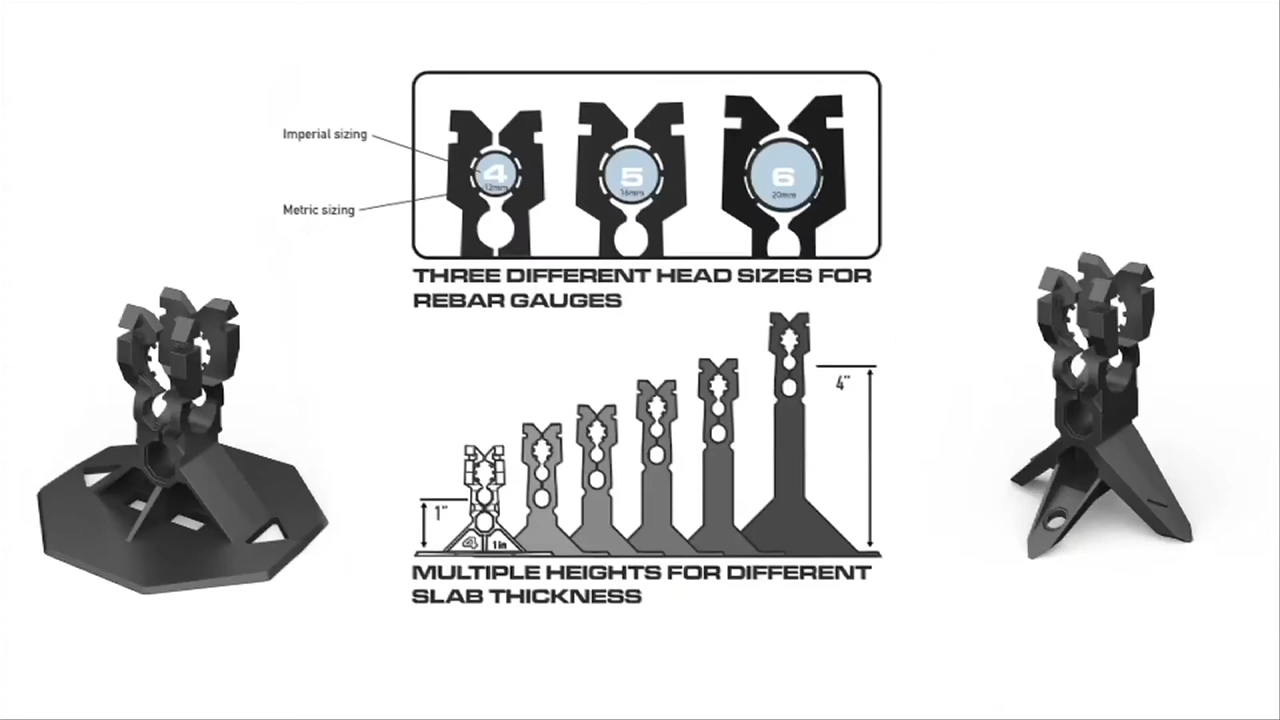 Imperial sizing
Metric sizing
4
12mm
5
16mm
6
20mm
THREE DIFFERENT HEAD SIZES FOR
REBAR GAUGES
4"
1"
4
1in
MULTIPLE HEIGHTS FOR DIFFERENT
SLAB THICKNESS